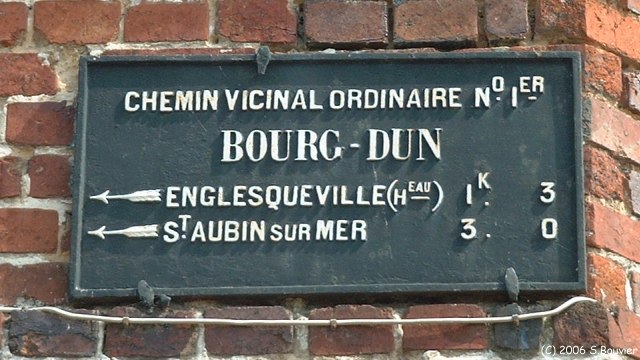 CHEMIN VICINAL ORDINAIRE No. 1ER
BOURG-DUN
ENGLESQUEVILLE (HEAU) 1K. 3
ST. AUBIN SUR MER 3. 0
(C) 2006 S.Bouvier